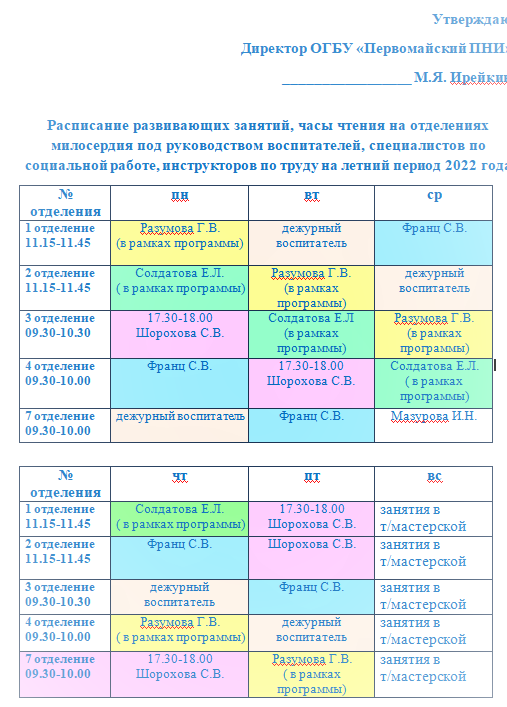 Утверждаю
Директор ОГБУ «Первомайский ПНИ»
__________________ М.Я. Ирейкин
Расписание развивающих занятий, часы чтения на отделениях
милосердия под руководством воспитателей, специалистов по
социальной работе, инструкторов по труду на летний период 2022 года
№ отделения пн вт ср
1 отделение 11.15-11.45
Разумова Г.В.
(в рамках программы)
дежурный
воспитатель
Франц С.В.
2 отделение 11.15-11.45
Солдатова Е.Л.
( в рамках программы)
Разумова Г.В.
(в рамках
программы)
дежурный
воспитатель
3 отделение 09.30-10.30
17.30-18.00
Шорохова С.В.
Солдатова Е.Л
(в рамках
программы)
Разумова Г.В.
(в рамках
программы)
4 отделение 09.30-10.00
Франц С.В.
17.30-18.00
Шорохова С.В.
Солдатова Е.Л.
( в рамках
программы)
7 отделение 09.30-10.00
дежурный воспитатель
Франц С.В.
Мазурова И.Н.
№ отделения чт пт вс
1 отделение 11.15-11.45
Солдатова Е.Л.
( в рамках программы)
17.30-18.00
Шорохова С.В.
занятия в
т/мастерской
2 отделение 11.15-11.45
Франц С.В.
Шорохова С.В.
занятия в
т/мастерской
3 отделение 09.30-10.30
дежурный
воспитатель
Франц С.В.
занятия в
т/мастерской
4 отделение 09.30-10.00
Разумова Г.В.
( в рамках программы)
дежурный
воспитатель
занятия в
т/мастерской
7 отделение 09.30-10.00
17.30-18.00
Шорохова С.В.
Разумова Г.В.
( в рамках
программы)
занятия в
т/мастерской